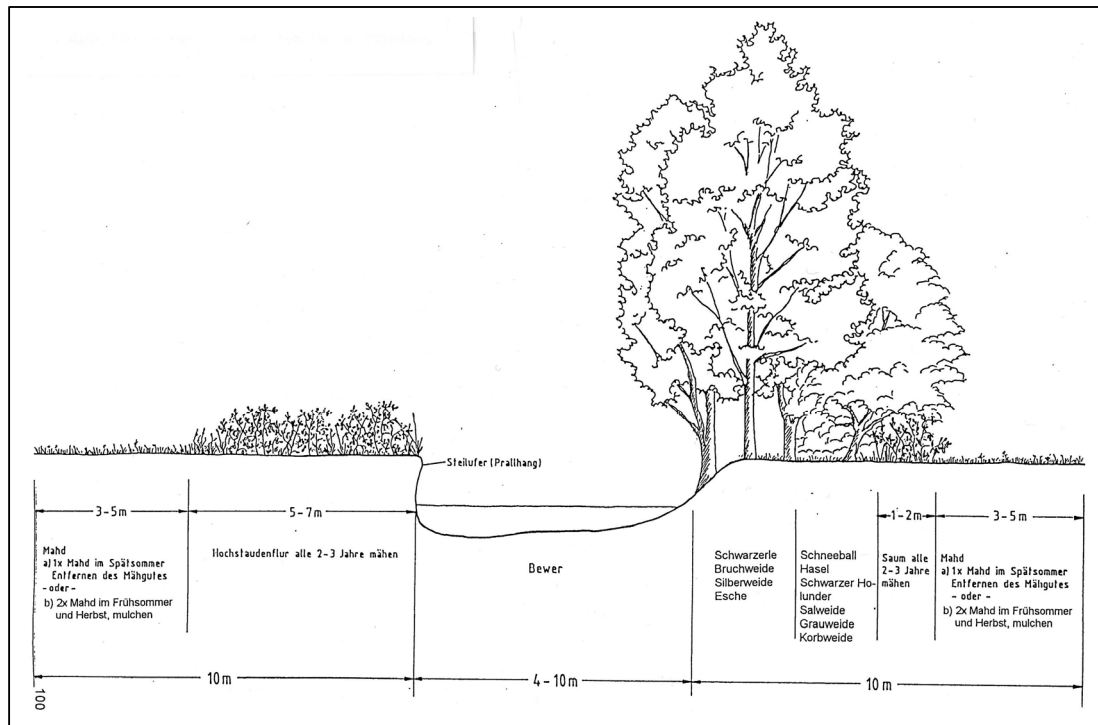 Steilufer (Prallhang)
3-5m
5-7m
1-2m
3-5m
Mahd
a) 1x Mahd im Spätsommer
Entfernen des Mähgutes
- oder -
b) 2x Mahd im Frühsommer
und Herbst, mulchen
Hochstaudenflur alle 2-3 Jahre mähen
Bewer
Schwarzerle
Bruchweide
Silberweide
Esche
Schneeball
Hasel
Schwarzer Ho-
lunder
Salweide
Grauweide
Korbweide
Saum alle
2-3 Jahre
mähen
Mahd
a) 1x Mahd im Spätsommer
Entfernen des Mähgutes
- oder -
b) 2x Mahd im Frühsommer
und Herbst, mulchen
10m
4-10m
10m
100